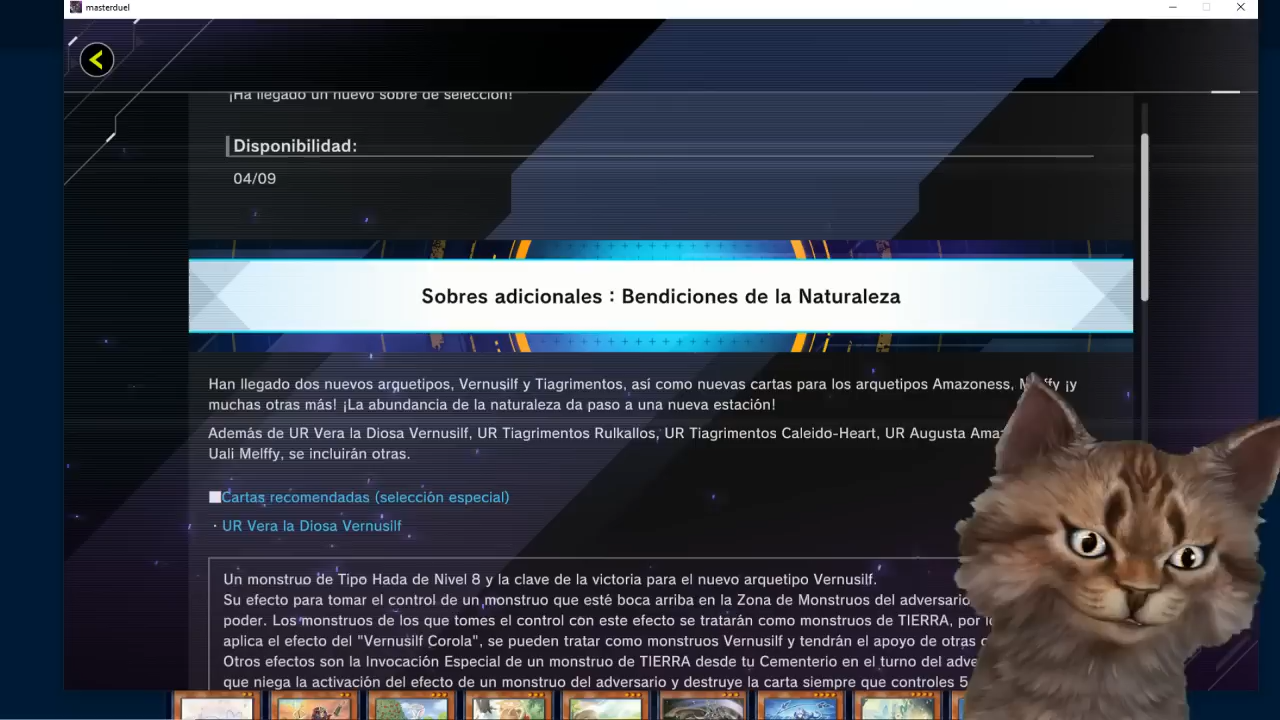 masterduel
¡Ha llegado un nuevo sobre de selección!
Disponibilidad:
04/09
Sobres adicionales : Bendiciones de la Naturaleza
Han llegado dos nuevos arquetipos, Vernusilf y Tiagrimentos, así como nuevas cartas para los arquetipos Amazoness, ¡y
muchas otras más! ¡La abundancia de la naturaleza da paso a una nueva estación!
Además de UR Vera la Diosa Vernusilf, UR Tiagrimentos Rulkallos, UR Tiagrimentos Caleido-Heart, UR Augusta
Uali Melffy, se incluirán otras.
Cartas recomendadas (selección especial)
· UR Vera la Diosa Vernusilf
Un monstruo de Tipo Hada de Nivel 8 y la clave de la victoria para el nuevo arquetipo Vernusilf.
Su efecto para tomar el control de un monstruo que esté boca arriba en la Zona de Monstruos del adversario
poder. Los monstruos de los que tomes el control con este efecto se tratarán como monstruos de TIERRA, por
aplica el efecto del "Vernusilf Corola", se pueden tratar como monstruos Vernusilf y tendrán el apoyo de otras
Otros efectos son la Invocación Especial de un monstruo de TIERRA desde tu Cementerio en el turno del
que niega la activación del efecto de un monstruo del adversario y destruye la carta siempre que controles 5